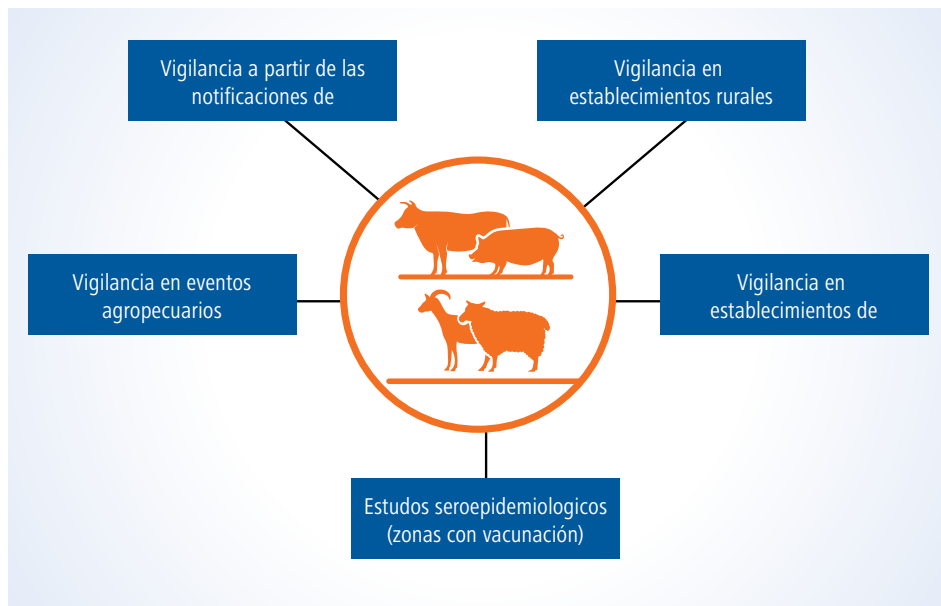 Vigilancia a partir de las
notificaciones de
Vigilancia en
establecimientos rurales
Vigilancia en eventos
agropecuarios
Vigilancia en
establecimientos de
Estudos seroepidemiologicos
(zonas con vacunación)